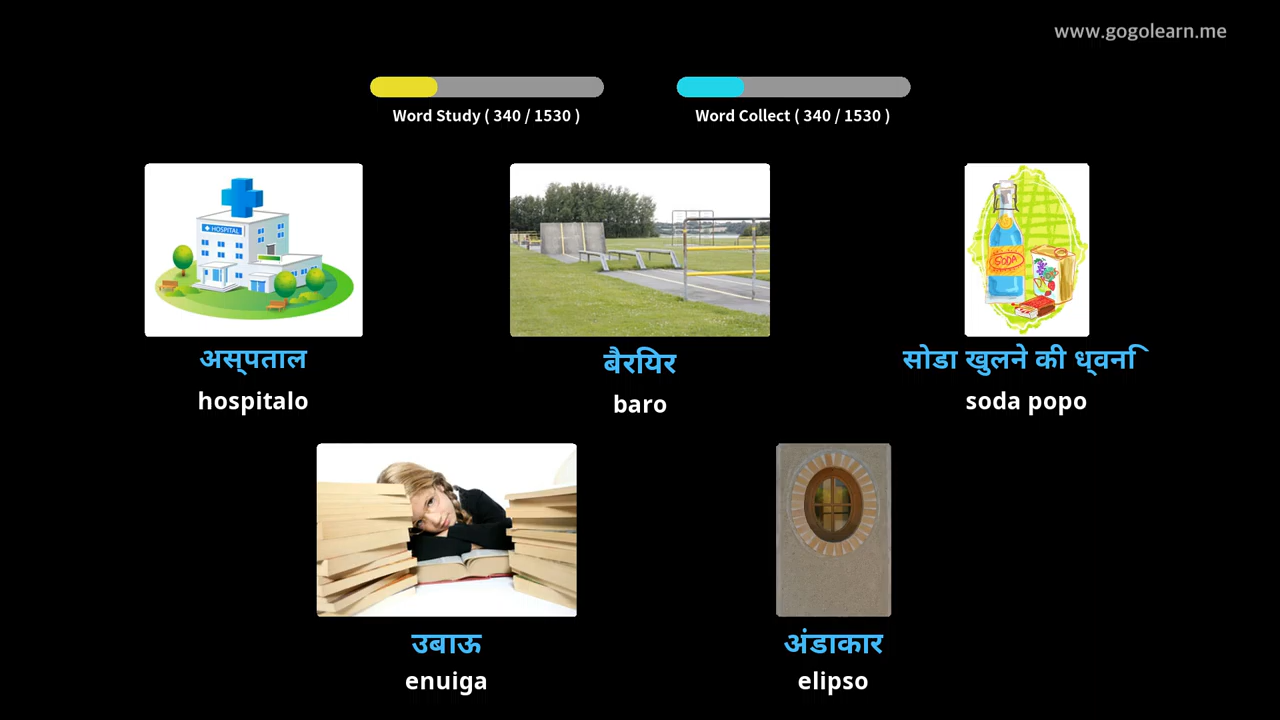 www.gogolearn.me
Word Study ( 340 / 1530 )
Word Collect ( 340 / 1530 )
HOSPITAL
SODA
अस्पताल
बैरियर
सोडा खुलने की ध्वनि
hospitalo
baro
soda popo
उबाऊ
अंडाकार
enuiga
elipso